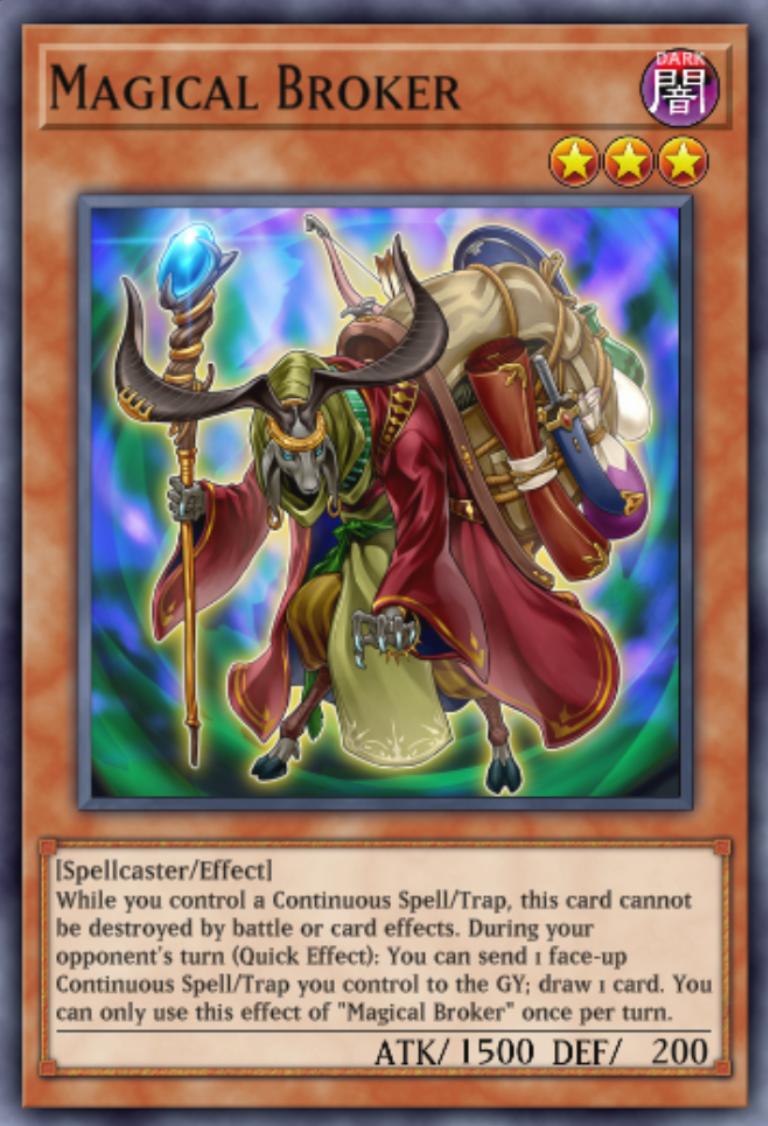 MAGICAL BROKER
DARK
闇
[Spellcaster/Effect]
While you control a Continuous Spell/Trap, this card cannot
be destroyed by battle or card effects. During your
opponent's turn (Quick Effect): You can send 1 face-up
Continuous Spell/Trap you control to the GY; draw 1 card. You
can only use this effect of "Magical Broker" once per turn.
ATK/ 1500 DEF/ 200